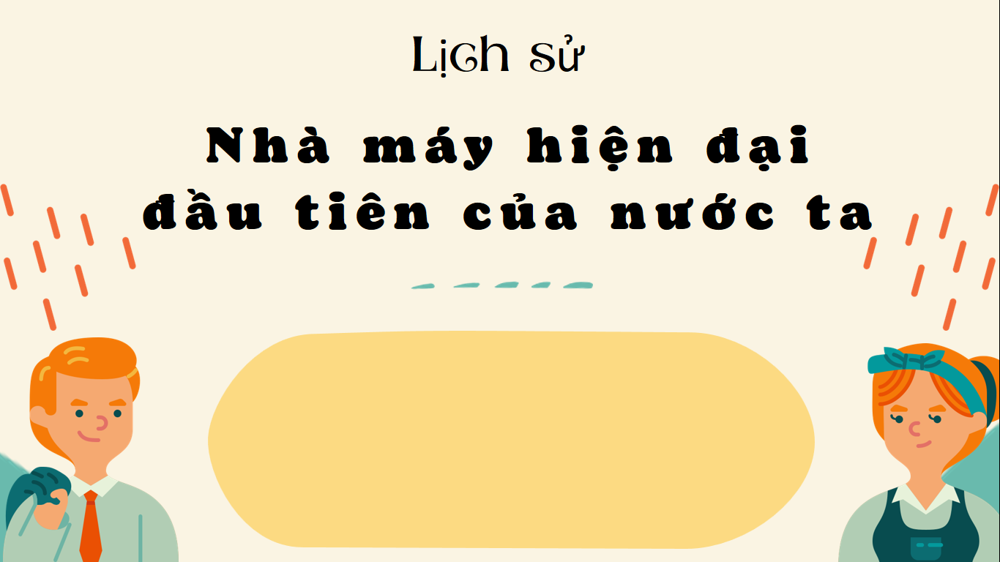 Lịch sử
Nhà máy hiện đại
đầu tiên của nước ta